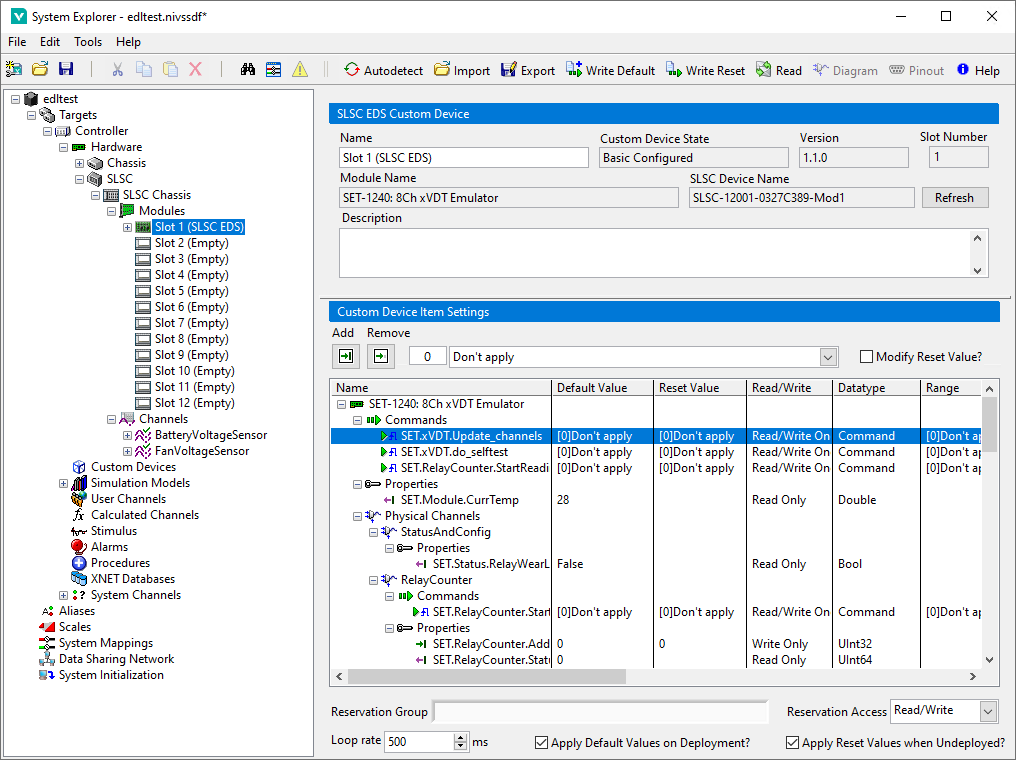 System Explorer - edltest.nivssdf*
File Edit Tools Help
Autodetect Import Export Write Default Write Reset Read Diagram Pinout Help
edltest
Targets
Controller
Hardware
Chassis
SLSC
SLSC Chassis
Modules
Slot 1 (SLSC EDS)
Slot 2 (Empty)
Slot 3 (Empty)
Slot 4 (Empty)
Slot 5 (Empty)
Slot 6 (Empty)
Slot 7 (Empty)
Slot 8 (Empty)
Slot 9 (Empty)
Slot 10 (Empty)
Slot 11 (Empty)
Slot 12 (Empty)
Channels
BatteryVoltageSensor
FanVoltageSensor
Custom Devices
Simulation Models
User Channels
Calculated Channels
Stimulus
Alarms
Procedures
XNET Databases
System Channels
Aliases
Scales
System Mappings
Data Sharing Network
System Initialization
SLSC EDS Custom Device
Name Custom Device State Version Slot Number
Slot 1 (SLSC EDS) Basic Configured 1.1.0 1
Module Name SLSC Device Name
SET-1240: 8Ch xVDT Emulator SLSC-12001-0327C389-Mod1 Refresh
Description
Custom Device Item Settings
Add Remove
0 Don't apply Modify Reset Value?
Name Default Value Reset Value Read/Write Datatype Range
SET-1240: 8Ch xVDT Emulator
Commands
SET.xVDT.Update_channels [0]Don't apply [0]Don't apply Read/Write On Command [0]Don't ap
SET.xVDT.do_selftest [0]Don't apply [0]Don't apply Read/Write On Command [0]Don't ap
SET.RelayCounter.StartReadi [0]Don't apply [0]Don't apply Read/Write On Command [0]Don't ap
Properties
SET.Module.CurrTemp 28 Read Only Double
Physical Channels
StatusAndConfig
Properties
SET.Status.RelayWearL False Read Only Bool
RelayCounter
Commands
SET.RelayCounter.Start [0]Don't apply [0]Don't apply Read/Write On Command [0]Don't ap
Properties
SET.RelayCounter.Add 0 0 Write Only UInt32
SET.RelayCounter.Statu 0 Read Only UInt64
Reservation Group Reservation Access Read/Write
Loop rate 500 ms Apply Default Values on Deployment? Apply Reset Values when Undeployed?